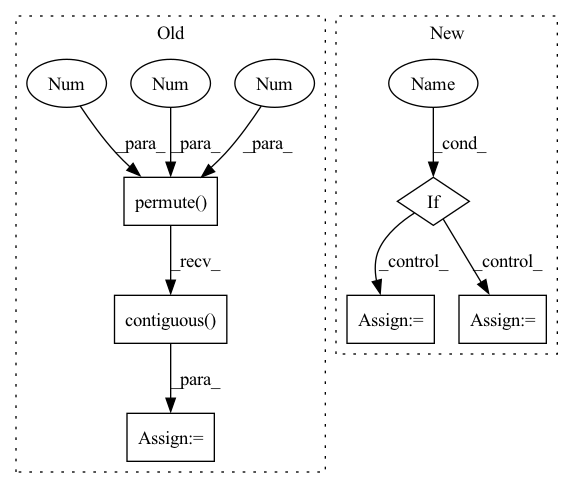 Old
New
Num
Num
Num
Name
_para_
_para_
_para_
_cond_
permute()
If
_recv_
_control_
_control_
contiguous()
Assign:=
Assign:=
_para_
Assign:=